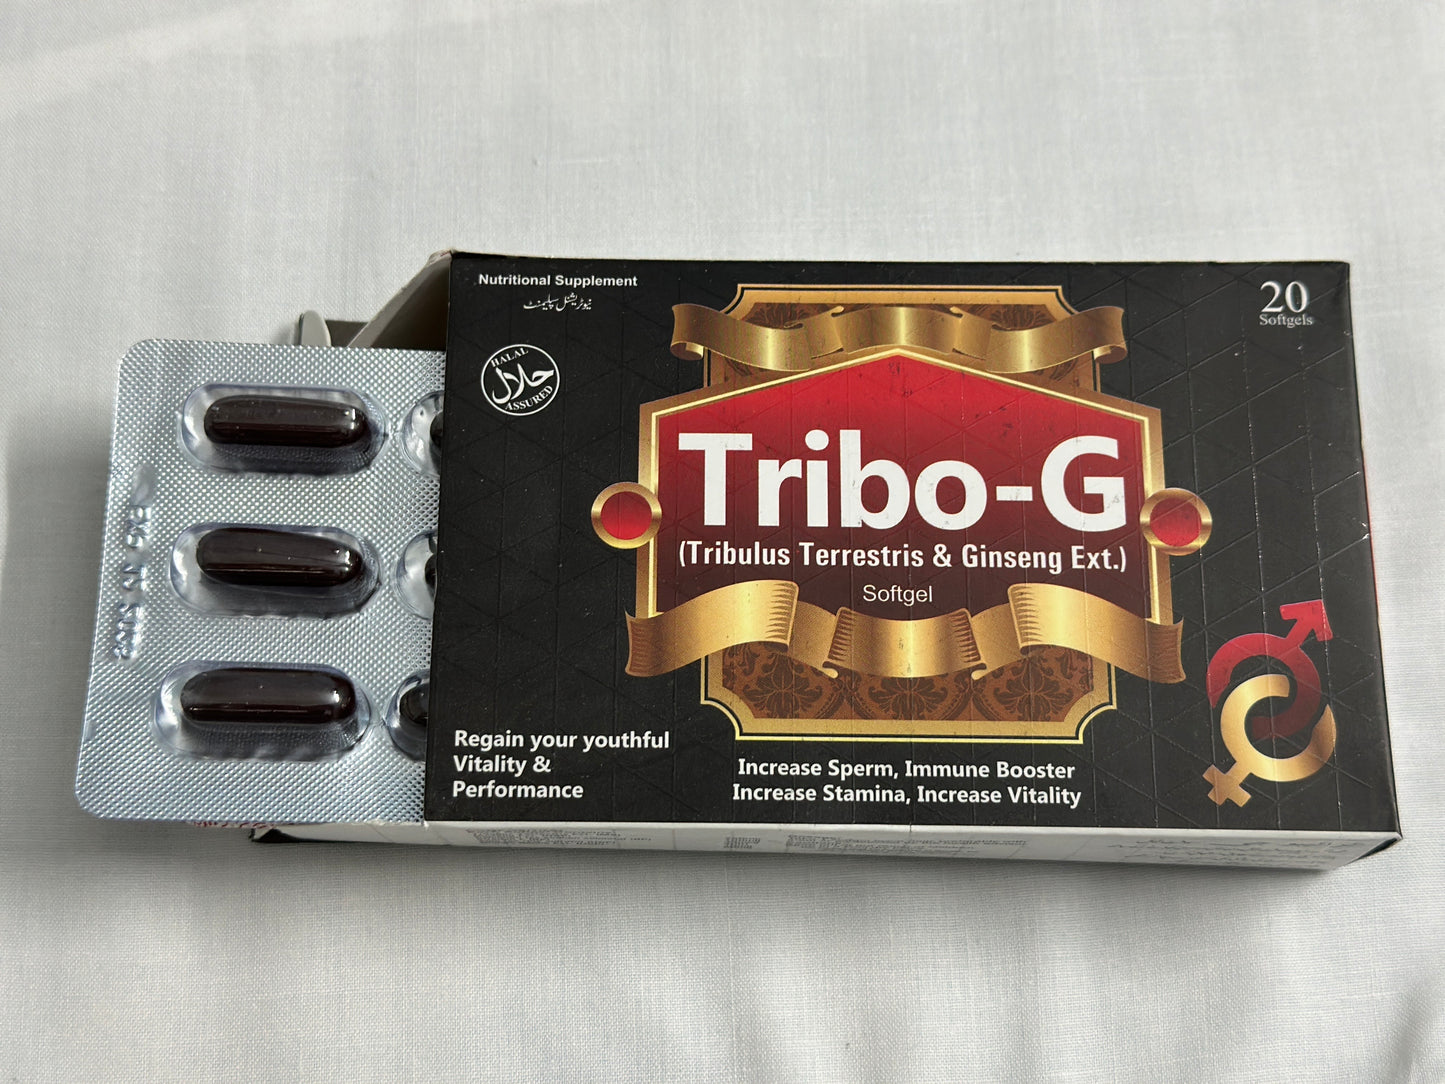 Nutritional Supplement
نیوٹریشنل سپلیمنٹ
HALAL
حلال
ASSURED
20
Softgels
Tribo-G
(Tribulus Terrestris & Ginseng Ext.)
Softgel
Regain your youthful
Vitality &
Performance
Increase Sperm, Immune Booster
Increase Stamina, Increase Vitality